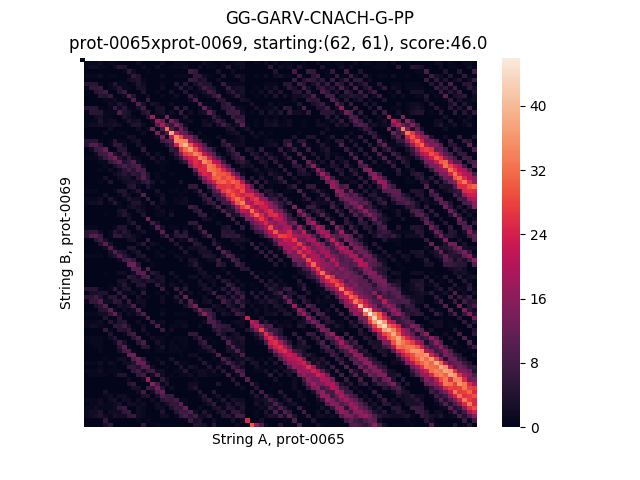 GG-GARV-CNACH-G-PP
prot-0065xprot-0069, starting:(62, 61), score:46.0
String B, prot-0069
40
32
24
16
8
0
String A, prot-0065